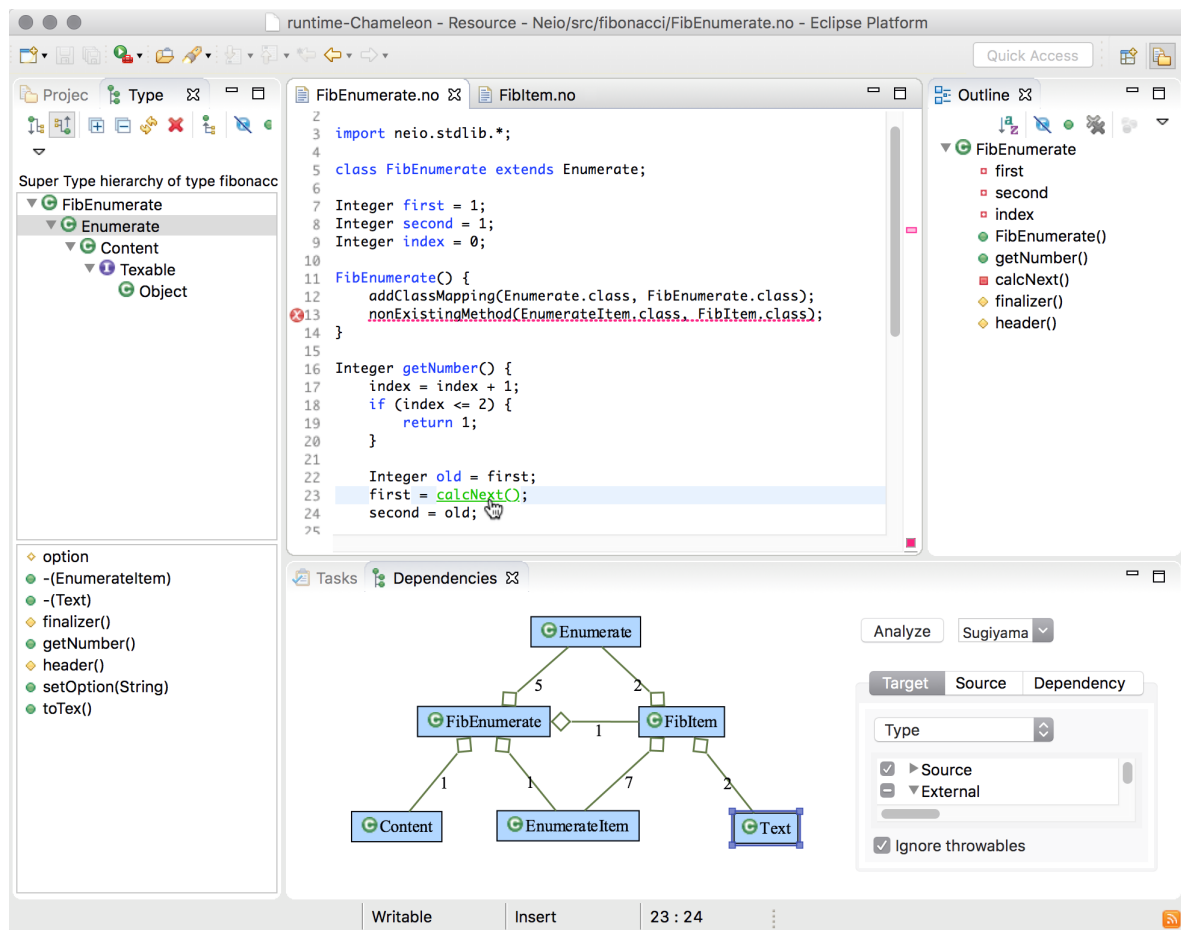 runtime-Chameleon - Resource - Neio/src/fibonacci/FibEnumerate.no - Eclipse Platform
Quick Access
Projec
Type
Super Type hierarchy of type fibonacc
FibEnumerate
Enumerate
Content
Texable
Object
option
-(EnumerateItem)
-(Text)
finalizer()
getNumber()
header()
setOption(String)
toTex()
FibEnumerate.no
FibItem.no
2
3 import neio.stdlib.*;
4
5 class FibEnumerate extends Enumerate;
6
7 Integer first = 1;
8 Integer second = 1;
9 Integer index = 0;
10
11 FibEnumerate() {
12 addClassMapping(Enumerate.class, FibEnumerate.class);
13 nonExistingMethod(EnumerateItem.class, FibItem.class);
14 }
15
16 Integer getNumber() {
17 index = index + 1;
18 if (index <= 2) {
19 return 1;
20 }
21
22 Integer old = first;
23 first = calcNext();
24 second = old;
25
Outline
FibEnumerate
first
second
index
FibEnumerate()
getNumber()
calcNext()
finalizer()
header()
Tasks
Dependencies
Enumerate
5
2
FibEnumerate
1
FibItem
1
1
7
2
Content
EnumerateItem
Text
Analyze
Sugiyama
Target
Source
Dependency
Type
Source
External
Ignore throwables
Writable
Insert
23 : 24